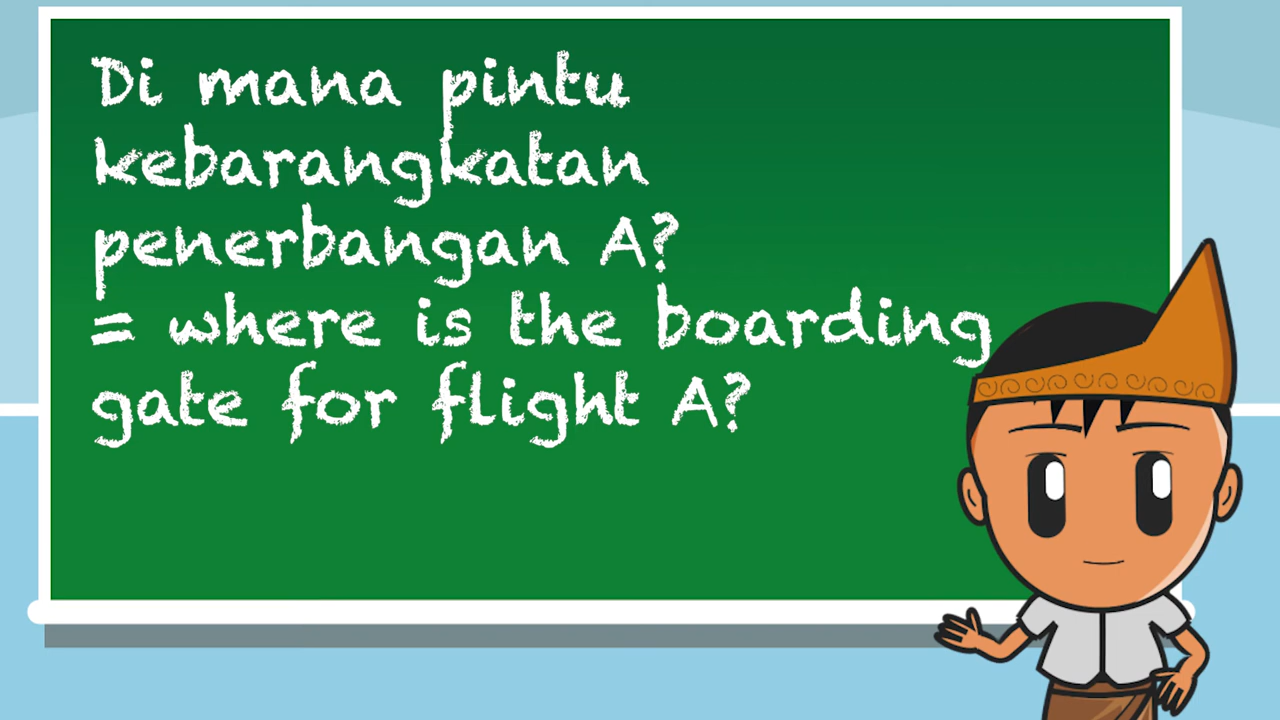 Di mana pintu
kebarangkatan
penerbangan A?
= where is the boarding
gate for flight A?